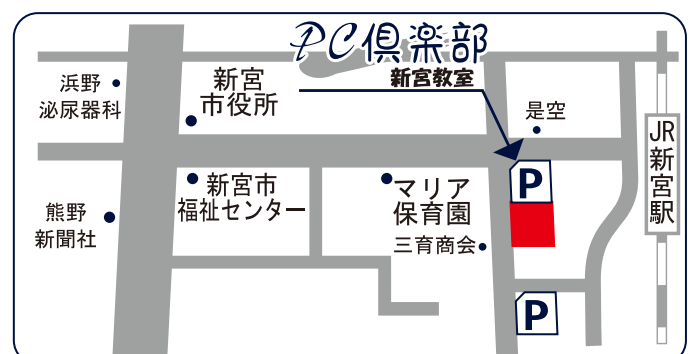 PC倶楽部
新宮教室
浜野
泌尿器科
新宮
市役所
是空
JR新宮駅
P
新宮市
福祉センター
マリア
保育園
熊野
新聞社
三育商会
P